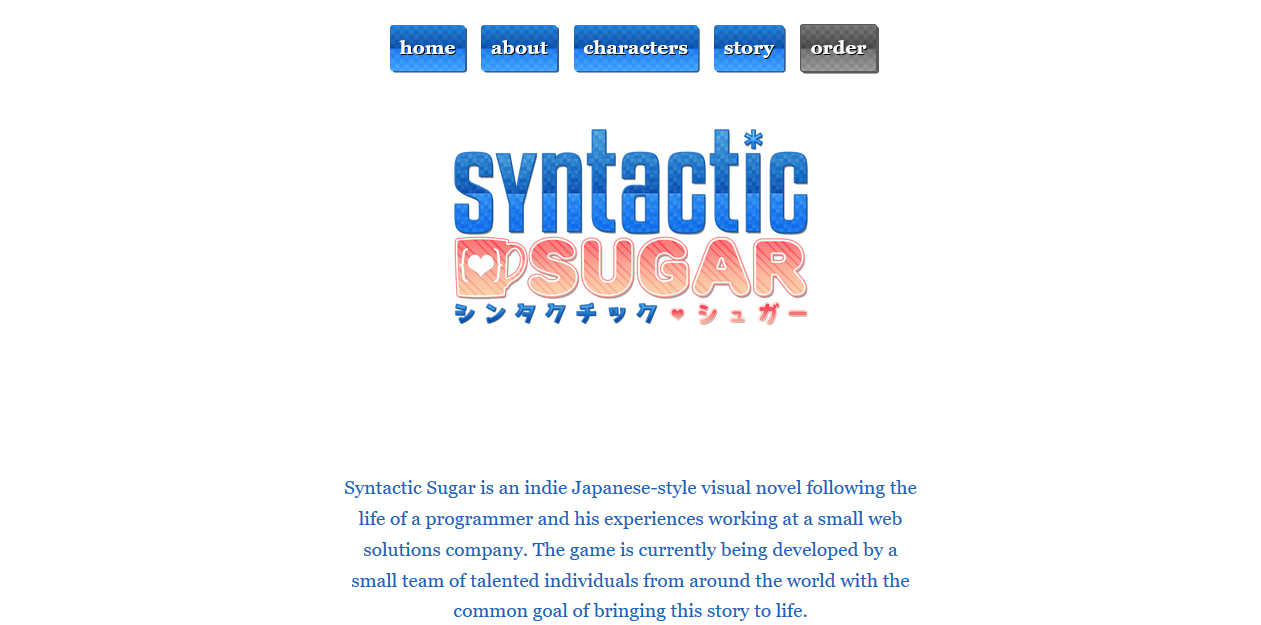 home about characters story order
syntactic
SUGAR
シンタクチック❤シュガー
Syntactic Sugar is an indie Japanese-style visual novel following the
life of a programmer and his experiences working at a small web
solutions company. The game is currently being developed by a
small team of talented individuals from around the world with the
common goal of bringing this story to life.